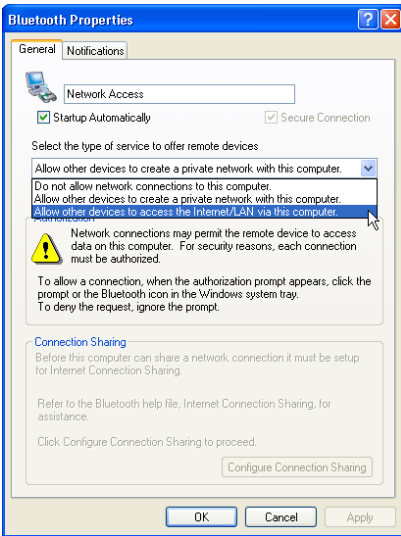 Bluetooth Properties
General
Notifications
Network Access
Startup Automatically
Secure Connection
Select the type of service to offer remote devices
Allow other devices to create a private network with this computer.
Do not allow network connections to this computer.
Allow other devices to create a private network with this computer.
Allow other devices to access the Internet/LAN via this computer.
Authorization
Network connections may permit the remote device to access
data on this computer. For security reasons, each connection
must be authorized.
To allow a connection, when the authorization prompt appears, click the
prompt or the Bluetooth icon in the Windows system tray.
To deny the request, ignore the prompt.
Connection Sharing
Before this computer can share a network connection it must be setup
for Internet Connection Sharing.
Refer to the Bluetooth help file, Internet Connection Sharing, for
assistance.
Click Configure Connection Sharing to proceed.
Configure Connection Sharing
OK
Cancel
Apply